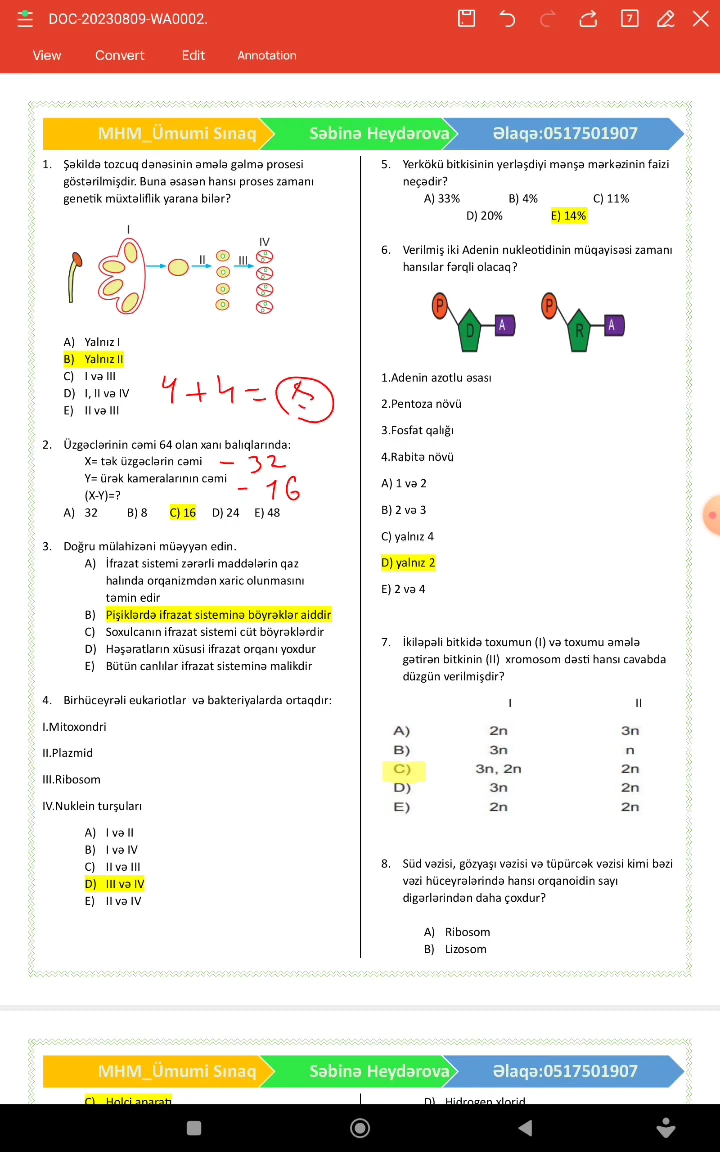 DOC-20230809-WA0002.
7
View Convert Edit Annotation
MHM_Ümumi Sınaq Səbinə Heydərova Əlaqə:0517501907
1. Şəkildə tozcuq dənəsinin əmələ gəlmə prosesi
göstərilmişdir. Buna əsasən hansı proses zamanı
genetik müxtəliflik yarana bilər?
I
II
III
IV
A) Yalnız I
B) Yalnız II
C) I və III
D) I, II və IV
E) II və III
4+4=8
2. Üzgəclərinin cəmi 64 olan xanı balıqlarında:
X= tək üzgəclərin cəmi – 32
Y= ürək kameralarının cəmi – 16
(X-Y)=?
A) 32 B) 8 C) 16 D) 24 E) 48
3. Doğru mülahizəni müəyyən edin.
A) İfrazat sistemi zərərli maddələrin qaz
halında orqanizmdən xaric olunmasını
təmin edir
B) Pişiklərdə ifrazat sisteminə böyrəklər aiddir
C) Soxulcanın ifrazat sistemi cüt böyrəklərdir
D) Həşəratların xüsusi ifrazat orqanı yoxdur
E) Bütün canlılar ifrazat sisteminə malikdir
4. Birhüceyrəli eukariotlar və bakteriyalarda ortaqdır:
I.Mitoxondri
II.Plazmid
III.Ribosom
IV.Nuklein turşuları
A) I və II
B) I və IV
C) II və III
D) III və IV
E) II və IV
5. Yerkökü bitkisinin yerləşdiyi mənşə mərkəzinin faizi
neçədir?
A) 33% B) 4% C) 11%
D) 20% E) 14%
6. Verilmiş iki Adenin nukleotidinin müqayisəsi zamanı
hansılar fərqli olacaq?
P D A P R A
1.Adenin azotlu əsası
2.Pentoza növü
3.Fosfat qalığı
4.Rabitə növü
A) 1 və 2
B) 2 və 3
C) yalnız 4
D) yalnız 2
E) 2 və 4
7. İkiləpəli bitkidə toxumun (I) və toxumu əmələ
gətirən bitkinin (II) xromosom dəsti hansı cavabda
düzgün verilmişdir?
I II
A) 2n 3n
B) 3n n
C) 3n, 2n 2n
D) 3n 2n
E) 2n 2n
8. Süd vəzisi, gözyaşı vəzisi və tüpürcək vəzisi kimi bəzi
vəzi hüceyrələrində hansı orqanoidin sayı
digərlərindən daha çoxdur?
A) Ribosom
B) Lizosom
MHM_Ümumi Sınaq Səbinə Heydərova Əlaqə:0517501907
C) Holci aparatı
D) Hidrogen xlorid